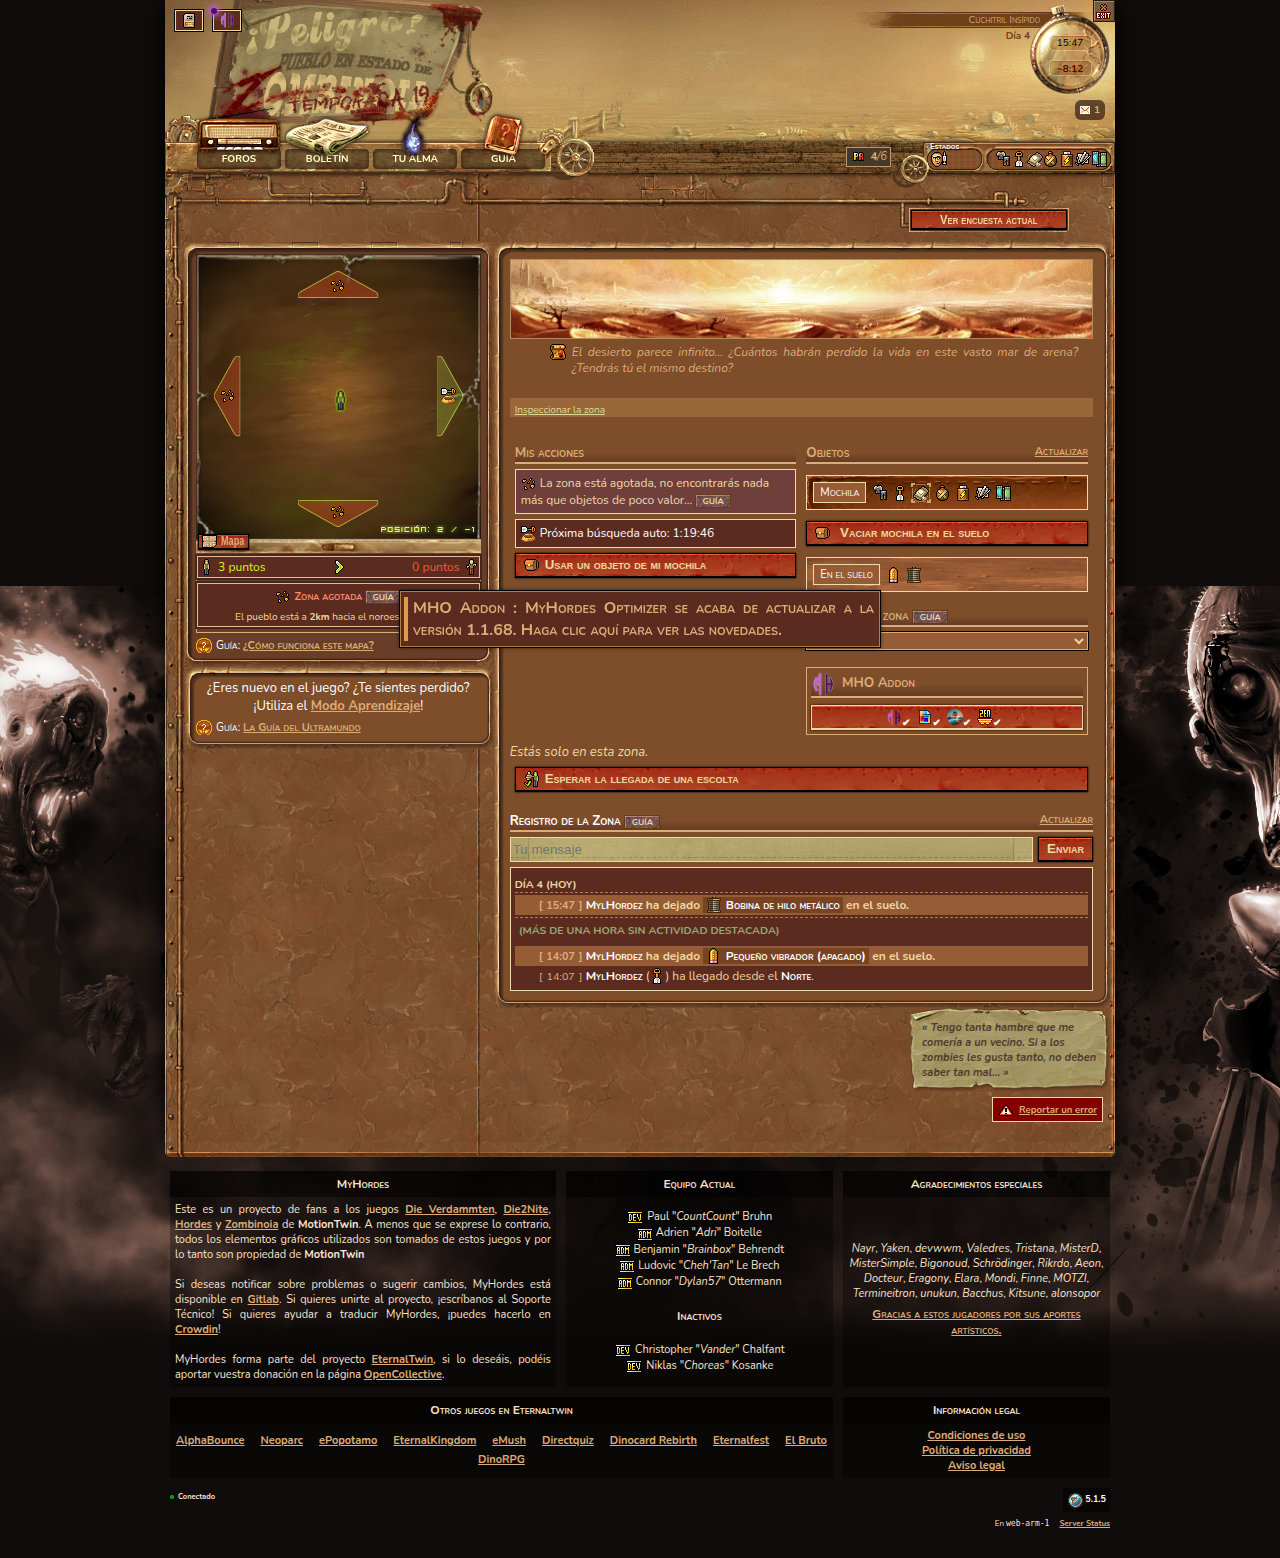 ¡Peligro!
PUEBLO EN ESTADO DE
ZOMBINOIA
TEMPORADA 19
Cuchitril Insípido
EXIT
Día 4
15:47
~8:12
1
FOROS
BOLETÍN
TU ALMA
GUIA
PA 4/6
Estados
Ver encuesta actual
El desierto parece infinito... ¿Cuántos habrán perdido la vida en este vasto mar de arena?
¿Tendrás tú el mismo destino?
Inspeccionar la zona
Mis acciones
La zona está agotada, no encontrarás nada
más que objetos de poco valor... GUÍA
Próxima búsqueda auto: 1:19:46
Usar un objeto de mi mochila
Objetos
Actualizar
Mochila
Vaciar mochila en el suelo
En el suelo
POSICIÓN: 2 / -1
Mapa
3 puntos
0 puntos
Zona agotada GUÍA
El pueblo está a 2km hacia el noroes
Guía: ¿Cómo funciona este mapa?
MHO Addon : MyHordes Optimizer se acaba de actualizar a la
versión 1.1.68. Haga clic aquí para ver las novedades.
zona GUÍA
¿Eres nuevo en el juego? ¿Te sientes perdido?
¡Utiliza el Modo Aprendizaje!
Guía: La Guía del Ultramundo
MHO Addon
Estás solo en esta zona.
Esperar la llegada de una escolta
Registro de la Zona GUÍA
Actualizar
Tu mensaje
Enviar
DÍA 4 (HOY)
[ 15:47 ] MylHordez ha dejado Bobina de hilo metálico en el suelo.
(MÁS DE UNA HORA SIN ACTIVIDAD DESTACADA)
[ 14:07 ] MylHordez ha dejado Pequeño vibrador (apagado) en el suelo.
[ 14:07 ] MylHordez ( ) ha llegado desde el Norte.
« Tengo tanta hambre que me
comería a un vecino. Si a los
zombies les gusta tanto, no deben
saber tan mal... »
Reportar un error
MyHordes
Este es un proyecto de fans a los juegos Die Verdammten, Die2Nite,
Hordes y Zombinoia de MotionTwin. A menos que se exprese lo contrario,
todos los elementos gráficos utilizados son tomados de estos juegos y por
lo tanto son propiedad de MotionTwin
Si deseas notificar sobre problemas o sugerir cambios, MyHordes está
disponible en Gitlab. Si quieres unirte al proyecto, ¡escríbanos al Soporte
Técnico! Si quieres ayudar a traducir MyHordes, ¡puedes hacerlo en
Crowdin!
MyHordes forma parte del proyecto EternalTwin, si lo deseáis, podéis
aportar vuestra donación en la página OpenCollective.
Equipo Actual
DEV Paul "CountCount" Bruhn
ADM Adrien "Adri" Boitelle
ADM Benjamin "Brainbox" Behrendt
ADM Ludovic "Cheh'Tan" Le Brech
ADM Connor "Dylan57" Ottermann
Inactivos
DEV Christopher "Vander" Chalfant
DEV Niklas "Choreas" Kosanke
Agradecimientos especiales
Nayr, Yaken, devwwm, Valedres, Tristana, MisterD,
MisterSimple, Bigonoud, Schrödinger, Rikrdo, Aeon,
Docteur, Eragony, Elara, Mondi, Finne, MOTZI,
Termineitron, unukun, Bacchus, Kitsune, alonsopor
Gracias a estos jugadores por sus aportes
artísticos.
Otros juegos en Eternaltwin
AlphaBounce Neoparc ePopotamo EternalKingdom eMush Directquiz Dinocard Rebirth Eternalfest El Bruto
DinoRPG
Información legal
Condiciones de uso
Política de privacidad
Aviso legal
Conectado
5.1.5
En web-arm-1 Server Status